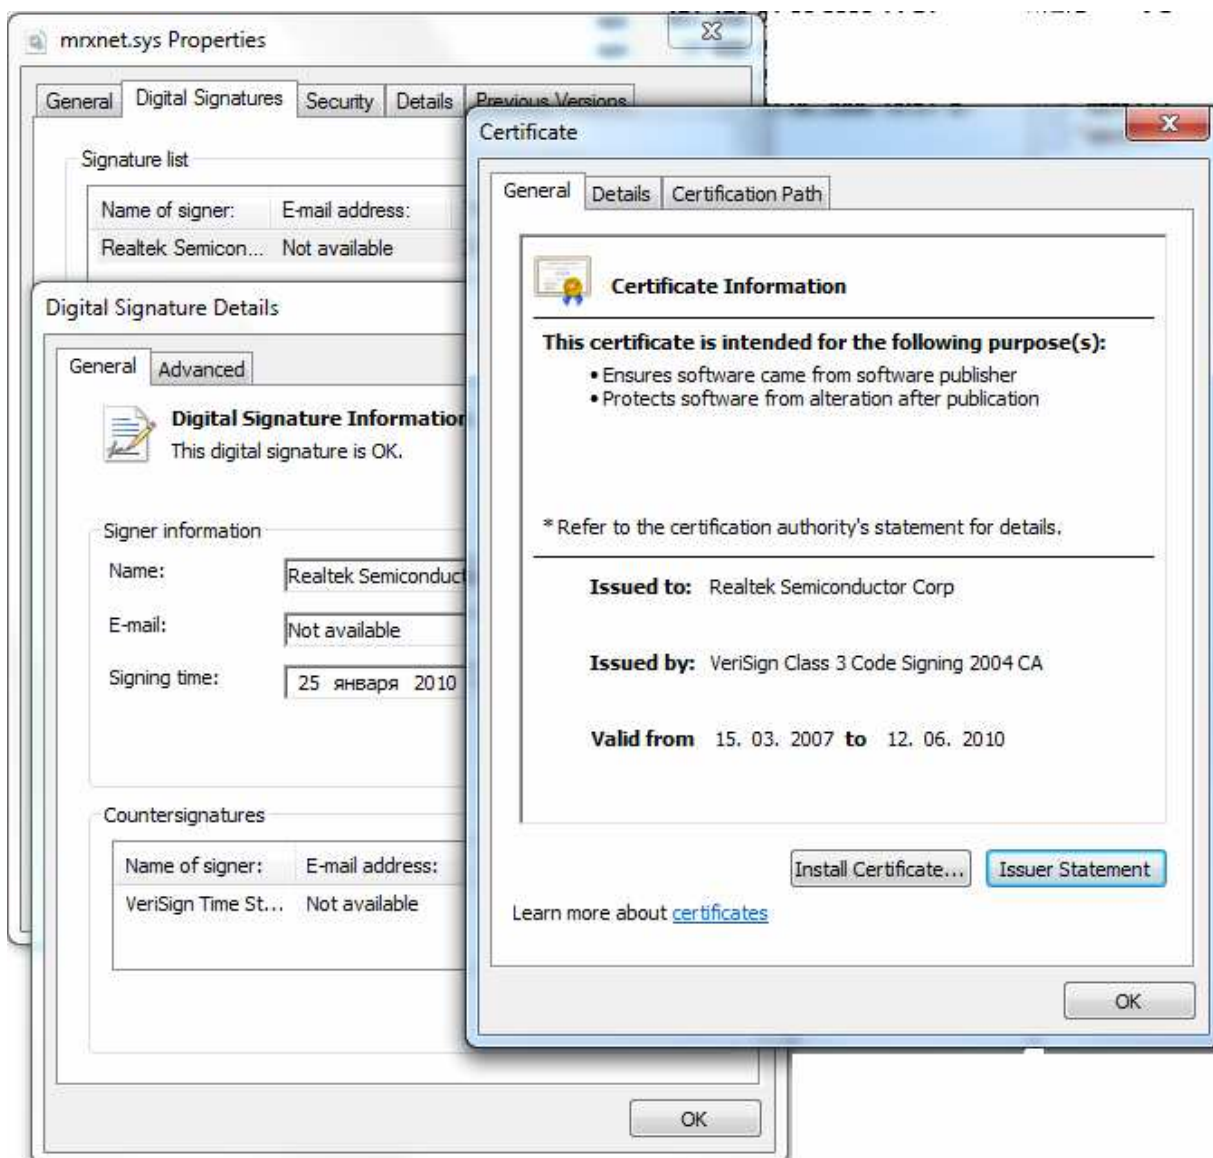 mrxnet.sys Properties
General Digital Signatures Security Details Previous Versions
Signature list
Name of signer: E-mail address:
Realtek Semicon... Not available
Digital Signature Details
General Advanced
Digital Signature Information
This digital signature is OK.
Signer information
Name: Realtek Semiconduct
E-mail: Not available
Signing time: 25 января 2010
Countersignatures
Name of signer: E-mail address:
VeriSign Time St... Not available
OK
Certificate
General Details Certification Path
Certificate Information
This certificate is intended for the following purpose(s):
• Ensures software came from software publisher
• Protects software from alteration after publication
* Refer to the certification authority's statement for details.
Issued to: Realtek Semiconductor Corp
Issued by: VeriSign Class 3 Code Signing 2004 CA
Valid from 15. 03. 2007 to 12. 06. 2010
Install Certificate... Issuer Statement
Learn more about certificates
OK